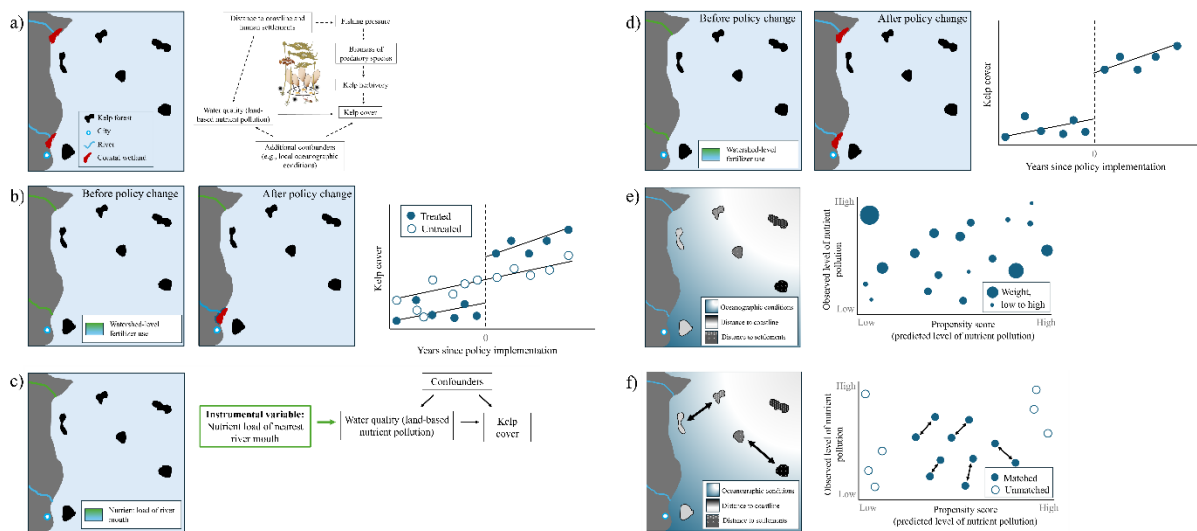 a)
Kelp forest
City
River
Coastal wetland
Distance to coastline and
human settlements
Fishing pressure
Biomass of
predatory species
Kelp herbivory
Water quality (land-
based nutrient pollution)
Kelp cover
Additional confounders
(e.g., local oceanographic
conditions)
b)
Before policy change
After policy change
Watershed-level
fertilizer use
Treated
Untreated
Kelp cover
0
Years since policy implementation
c)
Nutrient load of river
mouth
Instrumental variable:
Nutrient load of nearest
river mouth
Confounders
Water quality (land-based
nutrient pollution)
Kelp
cover
d)
Before policy change
After policy change
Watershed-level
fertilizer use
Kelp cover
0
Years since policy implementation
e)
Oceanographic conditions
Distance to coastline
Distance to settlements
High
Observed level of nutrient
pollution
Low
Weight,
low to high
Low
High
Propensity score
(predicted level of nutrient pollution)
f)
Oceanographic conditions
Distance to coastline
Distance to settlements
High
Observed level of nutrient
pollution
Low
Matched
Unmatched
Low
High
Propensity score
(predicted level of nutrient pollution)